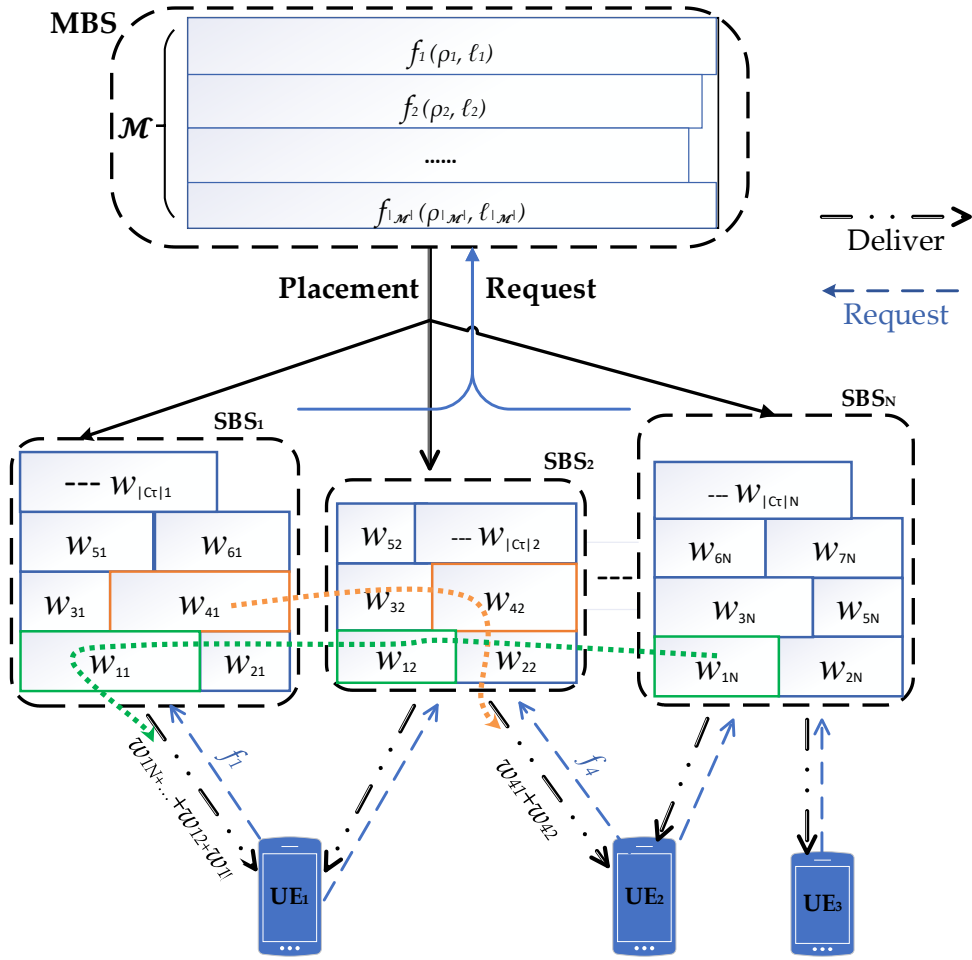 MBS
f1(ρ1, ℓ1)
f2(ρ2, ℓ2)
ℳ
......
f|ℳ|(ρ|ℳ|, ℓ|ℳ|)
Deliver
Placement Request
Request
SBS1
SBS2
SBSN
--- w|Cτ|1
w51 w61
w31 w41
w11 w21
w52 --- w|Cτ|2
w32 w42
w12 w22
----
--- w|Cτ|N
w6N w7N
w3N w5N
w1N w2N
w1N+... +w12+w11
f1
w41+w42
f4
UE1
UE2
UE3